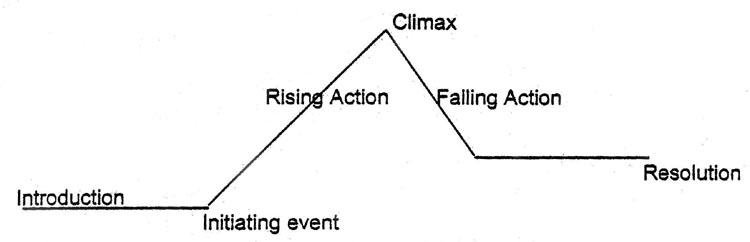 Climax
Rising Action
Falling Action
Resolution
Introduction
Initiating event